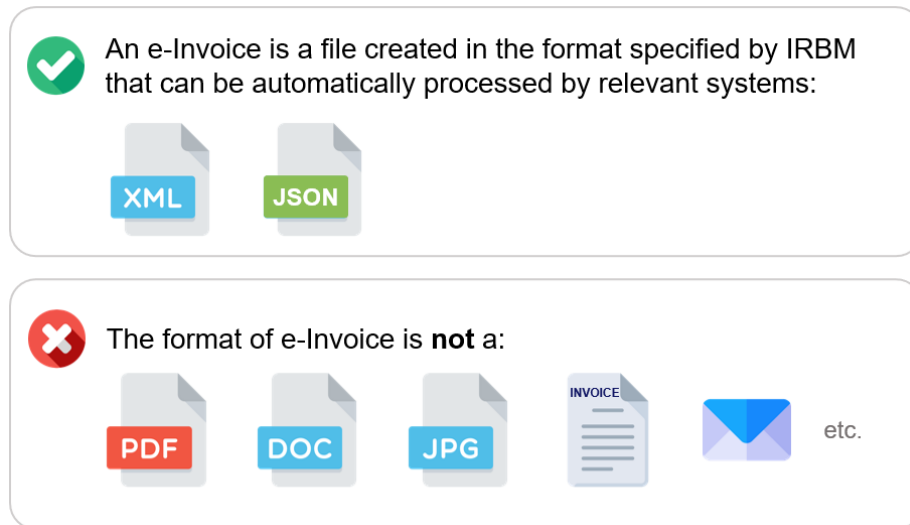 An e-Invoice is a file created in the format specified by IRBM
that can be automatically processed by relevant systems:
XML
JSON
The format of e-Invoice is not a:
PDF
DOC
JPG
INVOICE
etc.